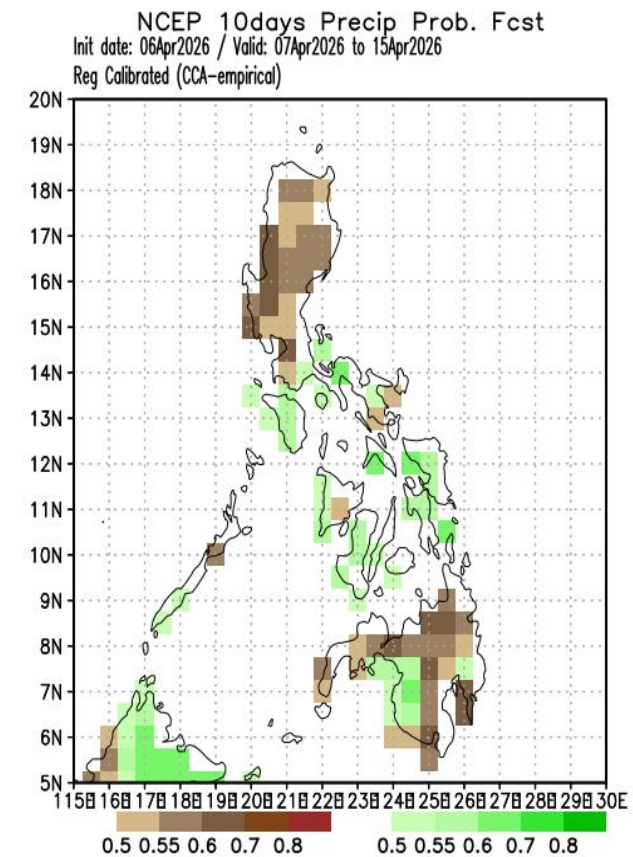 NCEP 10days Precip Prob. Fcst
Init date: 06Apr2026 / Valid: 07Apr2026 to 15Apr2026
Reg Calibrated (CCA-empirical)
20N
19N
18N
17N
16N
15N
14N
13N
12N
11N
10N
9N
8N
7N
6N
5N
115E 116E 117E 118E 119E 120E 121E 122E 123E 124E 125E 126E 127E 128E 129E 130E
0.5 0.55 0.6 0.7 0.8 0.5 0.55 0.6 0.7 0.8